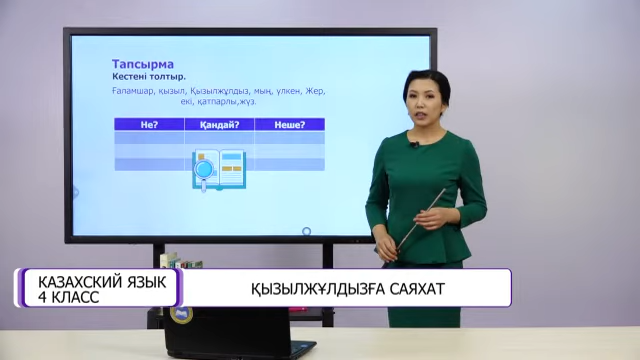 Тапсырма
Кестені толтыр.
Ғаламшар, қызыл, Қызылжұлдыз, мың, үлкен, Жер,
екі, қатпарлы,жүз.
Не? Қандай? Неше?
КАЗАХСКИЙ ЯЗЫК
4 КЛАСС
ҚЫЗЫЛЖҰЛДЫЗҒА САЯХАТ